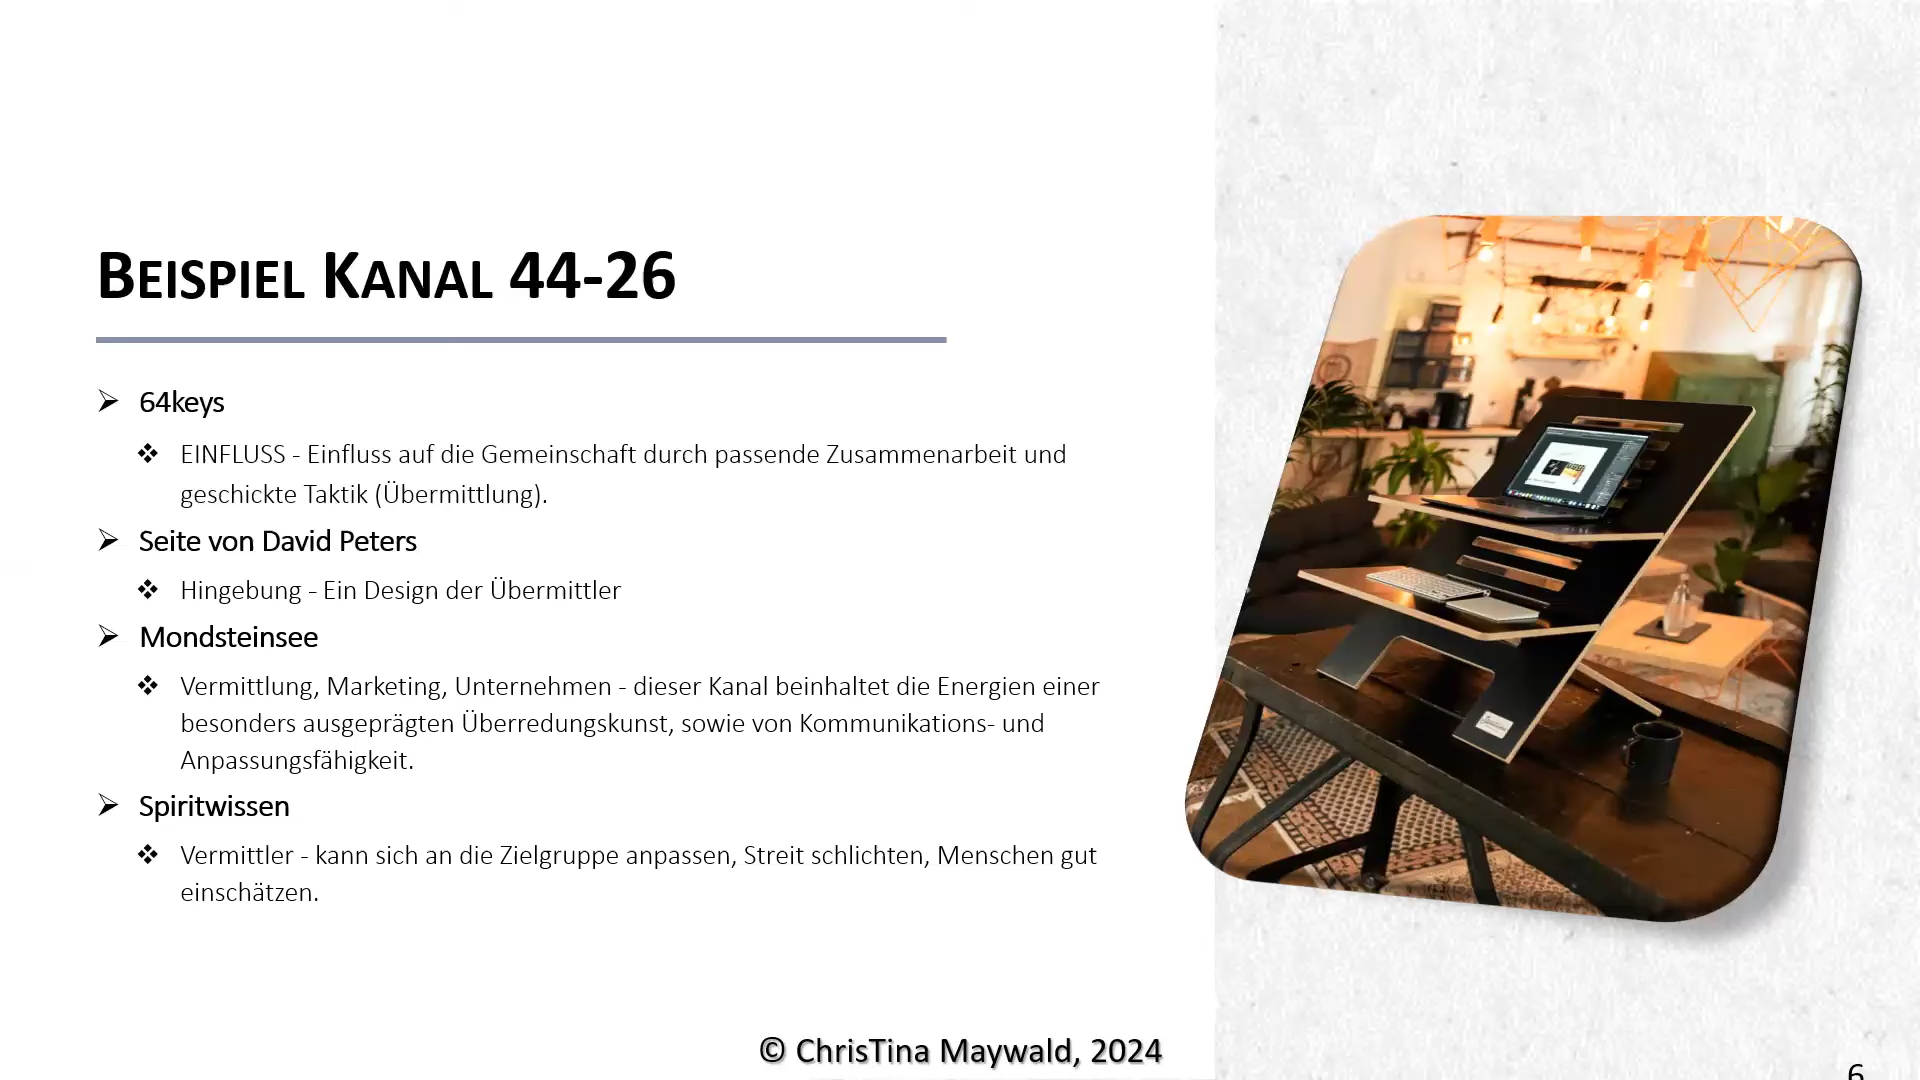 BEISPIEL KANAL 44-26
➢ 64keys
❖ EINFLUSS - Einfluss auf die Gemeinschaft durch passende Zusammenarbeit und
geschickte Taktik (Übermittlung).
➢ Seite von David Peters
❖ Hingebung - Ein Design der Übermittler
➢ Mondsteinsee
❖ Vermittlung, Marketing, Unternehmen - dieser Kanal beinhaltet die Energien einer
besonders ausgeprägten Überredungskunst, sowie von Kommunikations- und
Anpassungsfähigkeit.
➢ Spiritwissen
❖ Vermittler - kann sich an die Zielgruppe anpassen, Streit schlichten, Menschen gut
einschätzen.
© ChrisTina Maywald, 2024
6